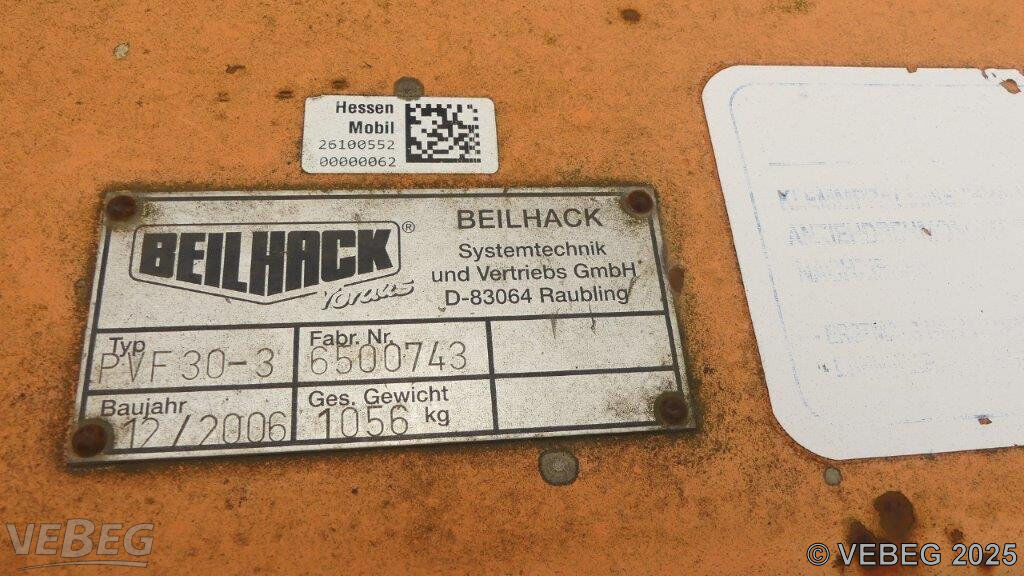 Hessen
Mobil
26100552
00000062
BEILHACK®
voraus
BEILHACK
Systemtechnik
und Vertriebs GmbH
D-83064 Raubling
Typ
PVF 30-3
Fabr. Nr.
6500743
Baujahr
12/2006
Ges. Gewicht
1056 kg
VEBEG
© VEBEG 2025